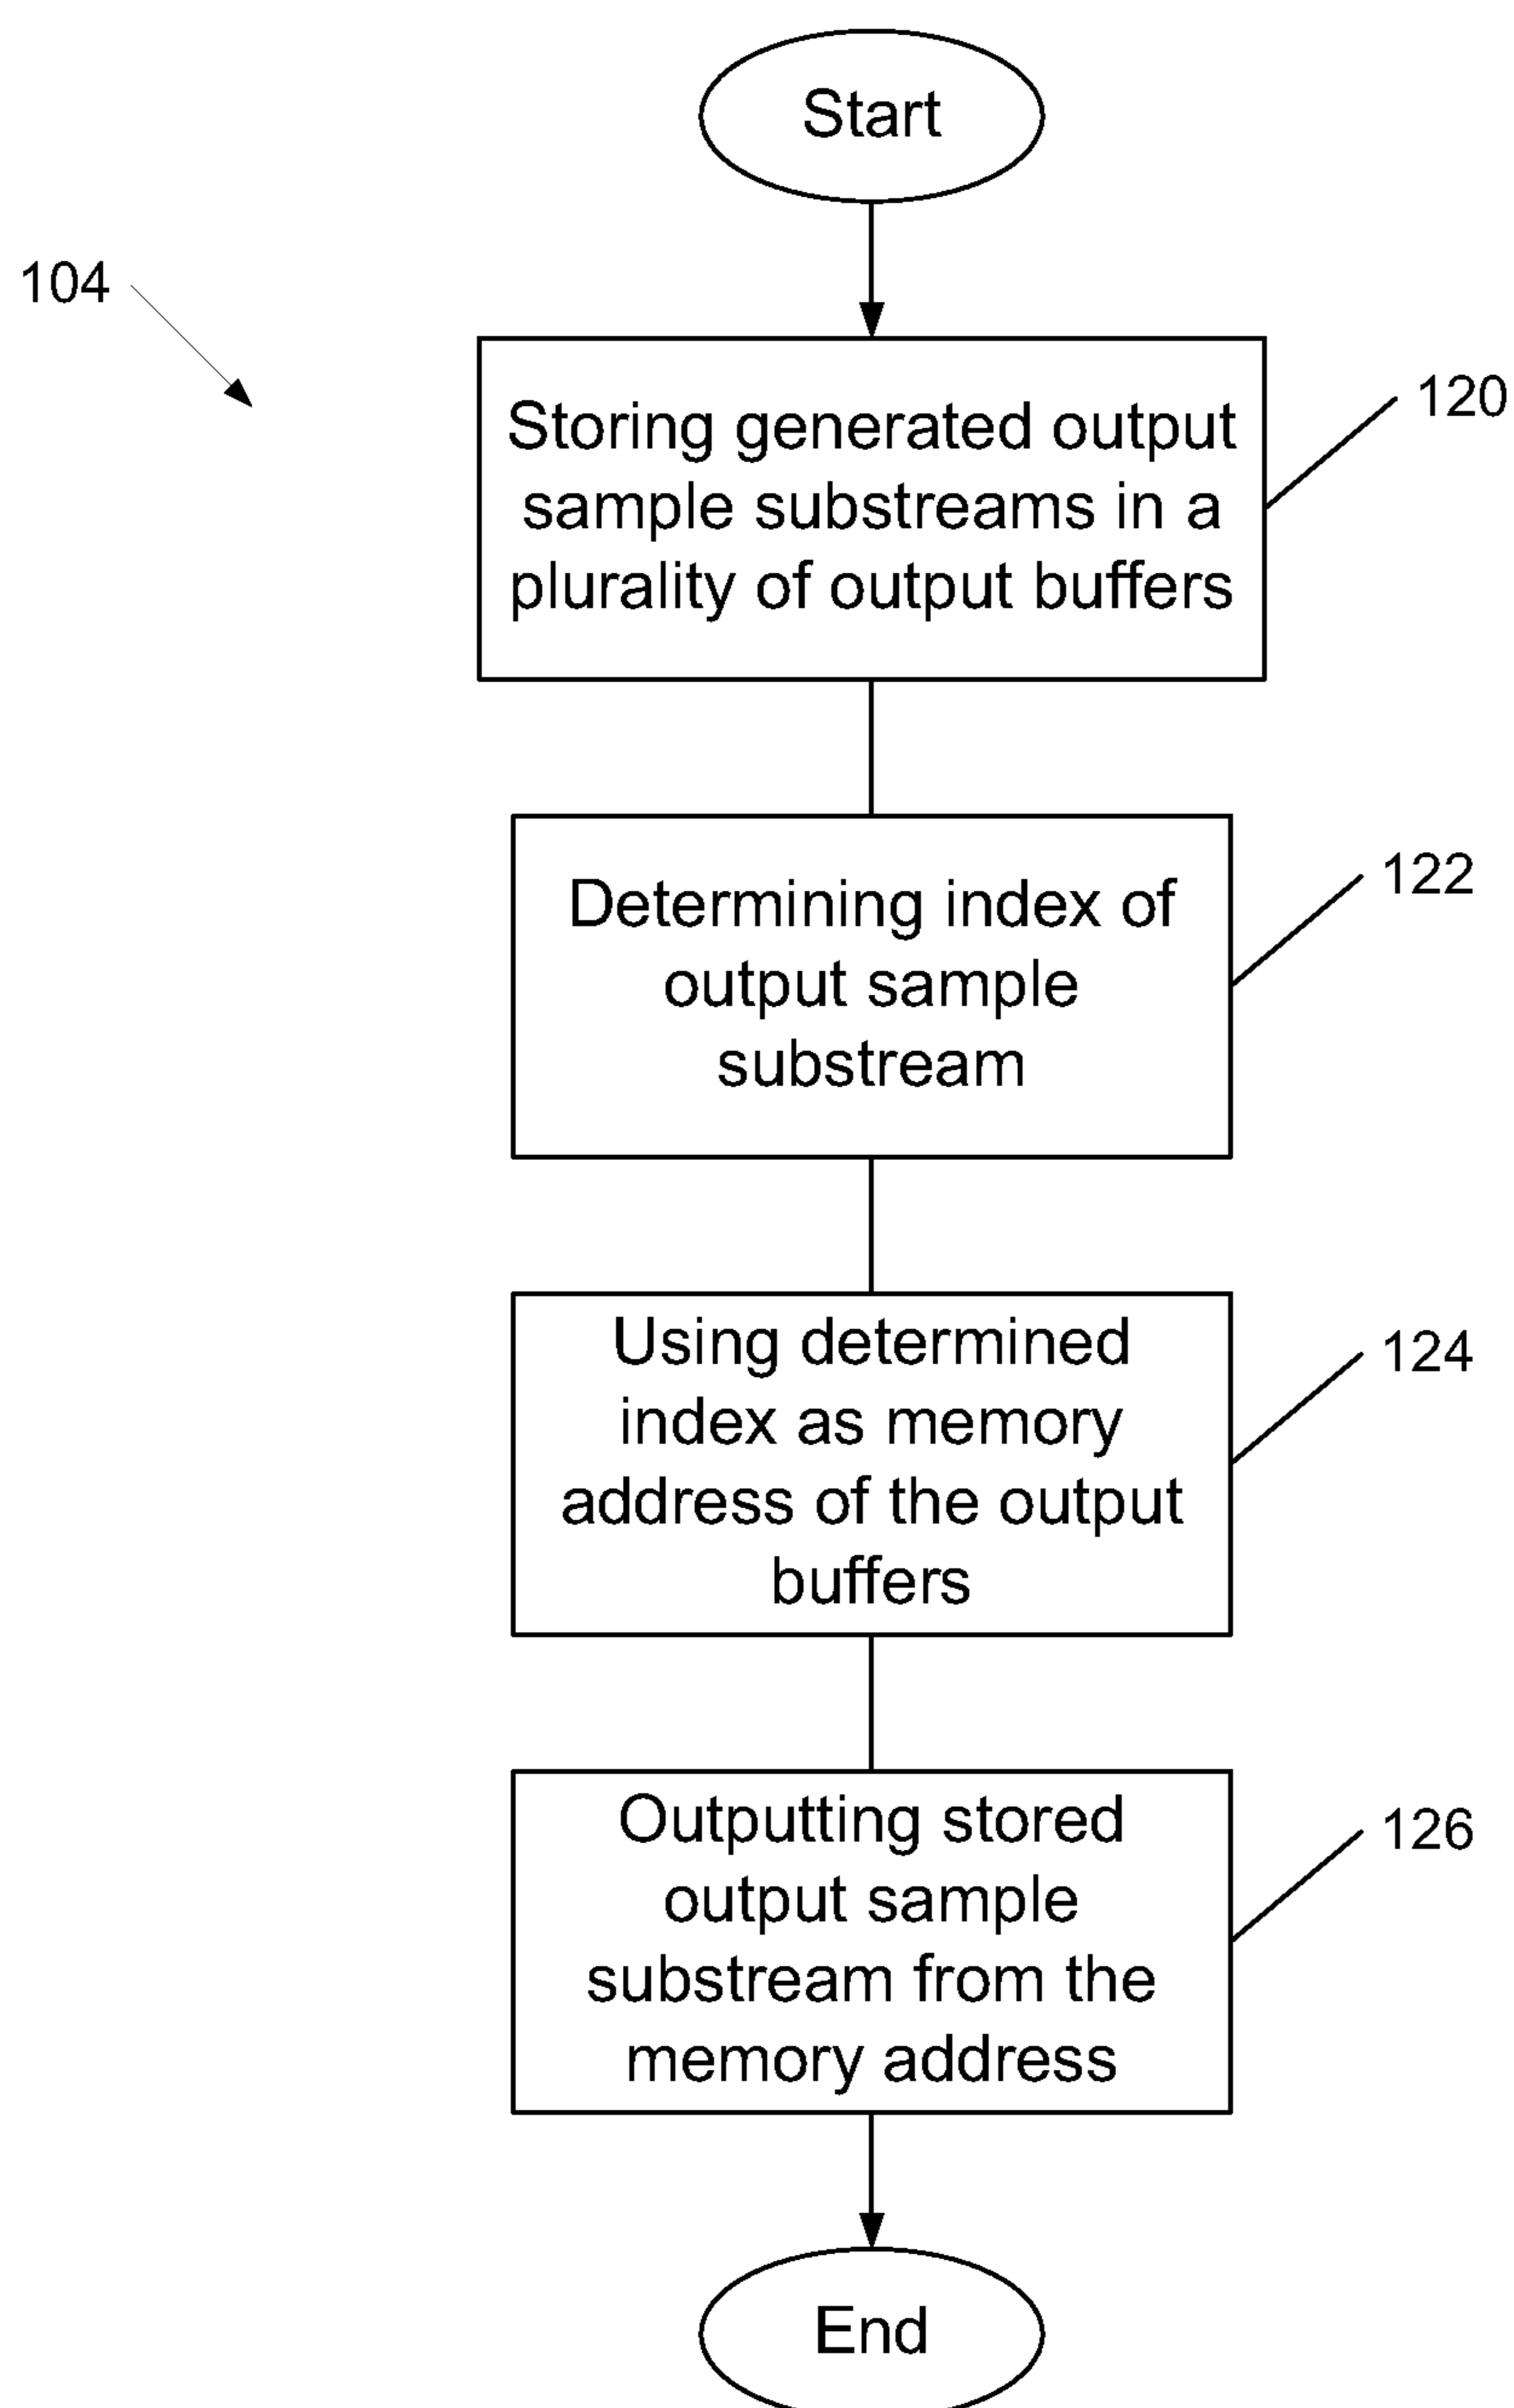 Start
104
Storing generated output
sample substreams in a
plurality of output buffers
120
Determining index of
output sample
substream
122
Using determined
index as memory
address of the output
buffers
124
Outputting stored
output sample
substream from the
memory address
126
End